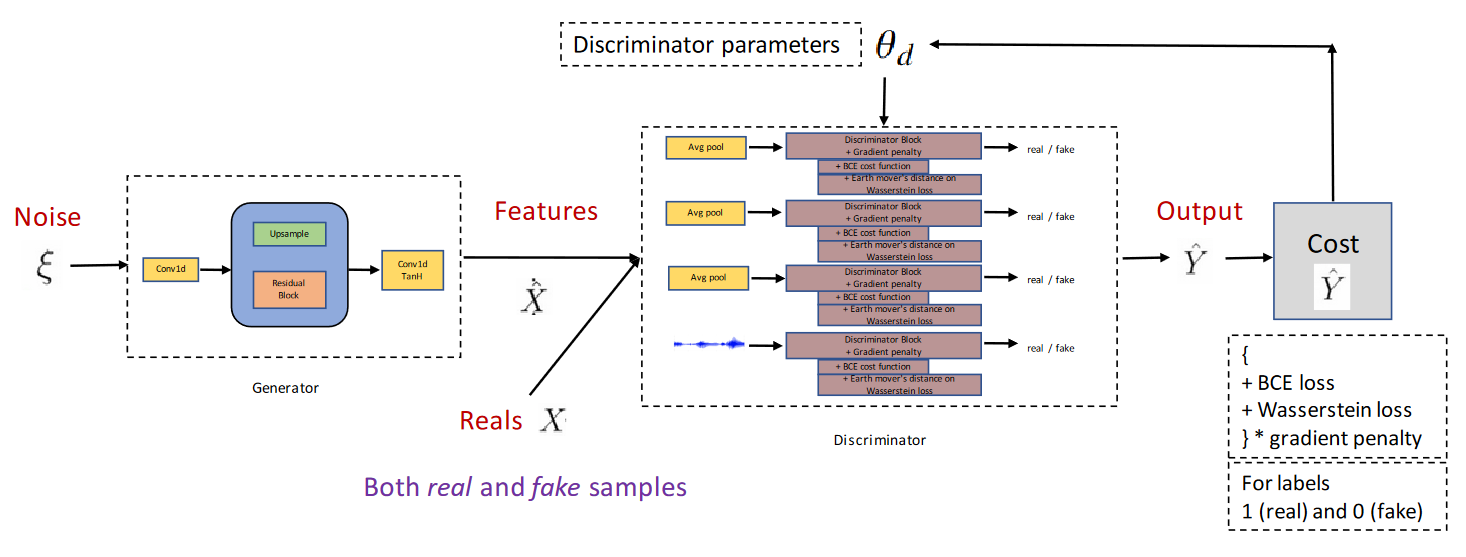 Discriminator parameters θd
Noise
ξ
Conv1d
Upsample
Residual
Block
Conv1d
TanH
Generator
Features
X̂
Reals X
Both real and fake samples
Avg pool
Discriminator Block
+ Gradient penalty
+ BCE cost function
+ Earth mover's distance on
Wasserstein loss
real / fake
Avg pool
Discriminator Block
+ Gradient penalty
+ BCE cost function
+ Earth mover's distance on
Wasserstein loss
real / fake
Avg pool
Discriminator Block
+ Gradient penalty
+ BCE cost function
+ Earth mover's distance on
Wasserstein loss
real / fake
Discriminator Block
+ Gradient penalty
+ BCE cost function
+ Earth mover's distance on
Wasserstein loss
real / fake
Discriminator
Output
Ŷ
Cost
Ŷ
{
+ BCE loss
+ Wasserstein loss
} * gradient penalty
For labels
1 (real) and 0 (fake)